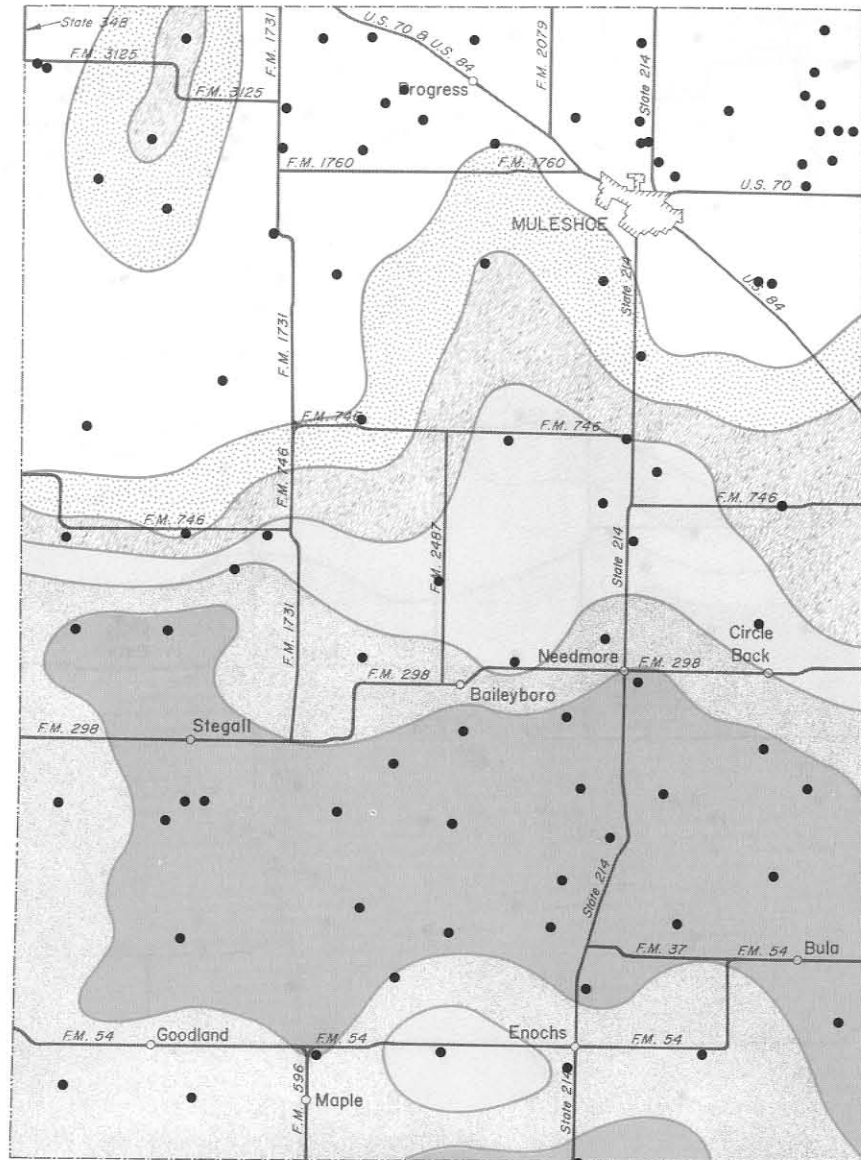 State 348
F.M. 3125
F.M. 1731
U.S. 70 & U.S. 84
F.M. 2079
State 214
Progress
F.M. 3125
F.M. 1760
F.M. 1760
U.S. 70
MULESHOE
State 214
U.S. 84
F.M. 1731
F.M. 746
F.M. 746
F.M. 746
F.M. 746
F.M. 746
F.M. 2487
State 214
F.M. 1731
Circle
Back
Needmore
F.M. 298
F.M. 298
Baileyboro
F.M. 298
Stegall
State 214
F.M. 37
F.M. 54
Bula
F.M. 54
Goodland
F.M. 54
Enochs
F.M. 54
F.M. 596
Maple
State 214